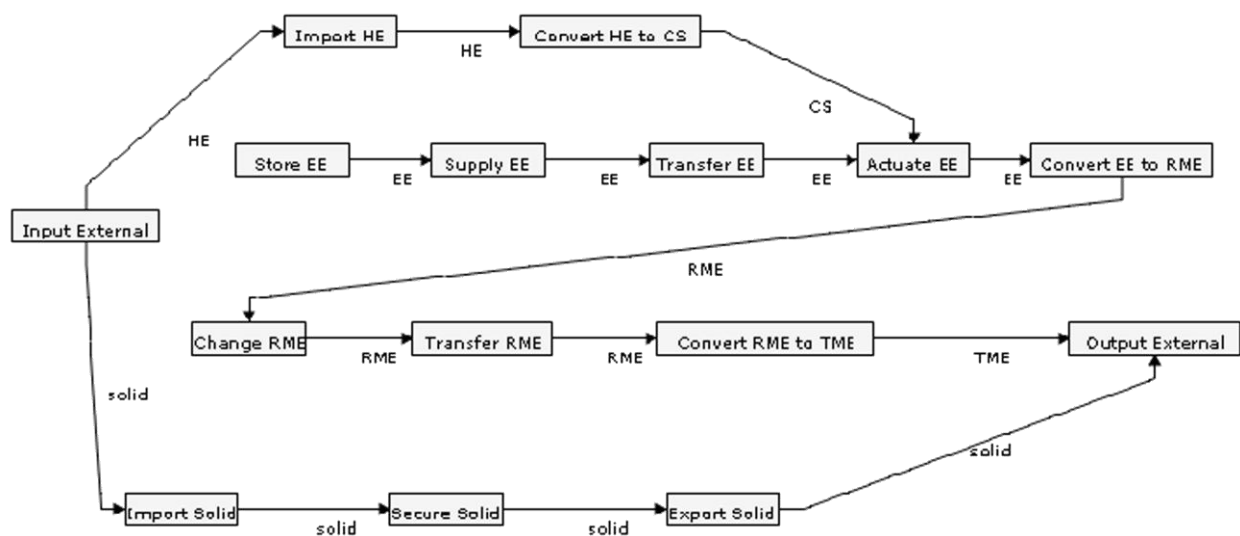 Import HE
HE
Convert HE to CS
CS
HE
Store EE
EE
Supply EE
EE
Transfer EE
EE
Actuate EE
EE
Convert EE to RME
Input External
RME
Change RME
RME
Transfer RME
RME
Convert RME to TME
TME
Output External
solid
solid
Import Solid
solid
Secure Solid
solid
Export Solid